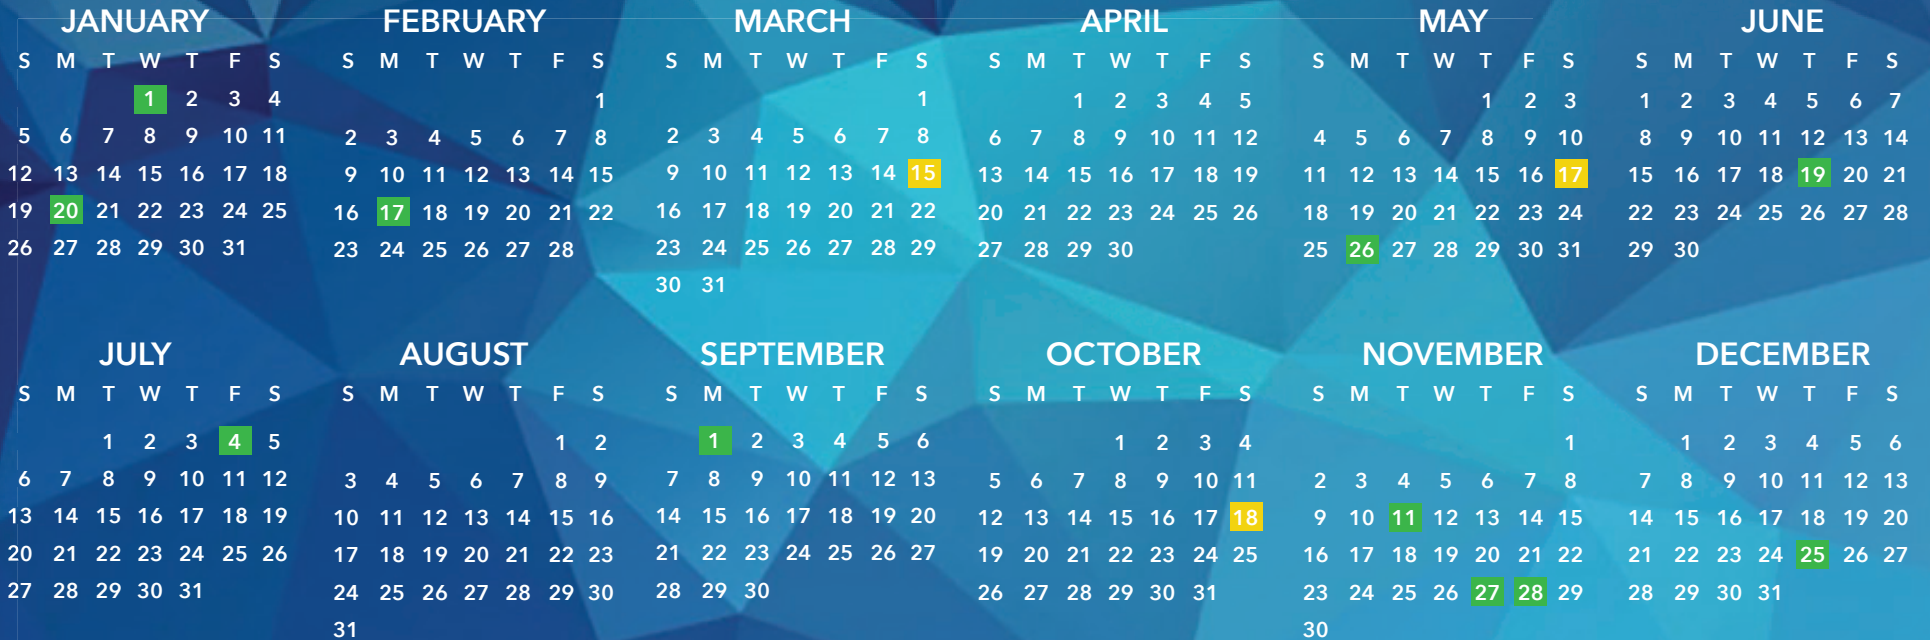 JANUARY
S M T W T F S
1 2 3 4
5 6 7 8 9 10 11
12 13 14 15 16 17 18
19 20 21 22 23 24 25
26 27 28 29 30 31
FEBRUARY
S M T W T F S
1
2 3 4 5 6 7 8
9 10 11 12 13 14 15
16 17 18 19 20 21 22
23 24 25 26 27 28
MARCH
S M T W T F S
1
2 3 4 5 6 7 8
9 10 11 12 13 14 15
16 17 18 19 20 21 22
23 24 25 26 27 28 29
30 31
APRIL
S M T W T F S
1 2 3 4 5
6 7 8 9 10 11 12
13 14 15 16 17 18 19
20 21 22 23 24 25 26
27 28 29 30
MAY
S M T W T F S
1 2 3
4 5 6 7 8 9 10
11 12 13 14 15 16 17
18 19 20 21 22 23 24
25 26 27 28 29 30 31
JUNE
S M T W T F S
1 2 3 4 5 6 7
8 9 10 11 12 13 14
15 16 17 18 19 20 21
22 23 24 25 26 27 28
29 30
JULY
S M T W T F S
1 2 3 4 5
6 7 8 9 10 11 12
13 14 15 16 17 18 19
20 21 22 23 24 25 26
27 28 29 30 31
AUGUST
S M T W T F S
1 2
3 4 5 6 7 8 9
10 11 12 13 14 15 16
17 18 19 20 21 22 23
24 25 26 27 28 29 30
31
SEPTEMBER
S M T W T F S
1 2 3 4 5 6
7 8 9 10 11 12 13
14 15 16 17 18 19 20
21 22 23 24 25 26 27
28 29 30
OCTOBER
S M T W T F S
1 2 3 4
5 6 7 8 9 10 11
12 13 14 15 16 17 18
19 20 21 22 23 24 25
26 27 28 29 30 31
NOVEMBER
S M T W T F S
1
2 3 4 5 6 7 8
9 10 11 12 13 14 15
16 17 18 19 20 21 22
23 24 25 26 27 28 29
30
DECEMBER
S M T W T F S
1 2 3 4 5 6
7 8 9 10 11 12 13
14 15 16 17 18 19 20
21 22 23 24 25 26 27
28 29 30 31